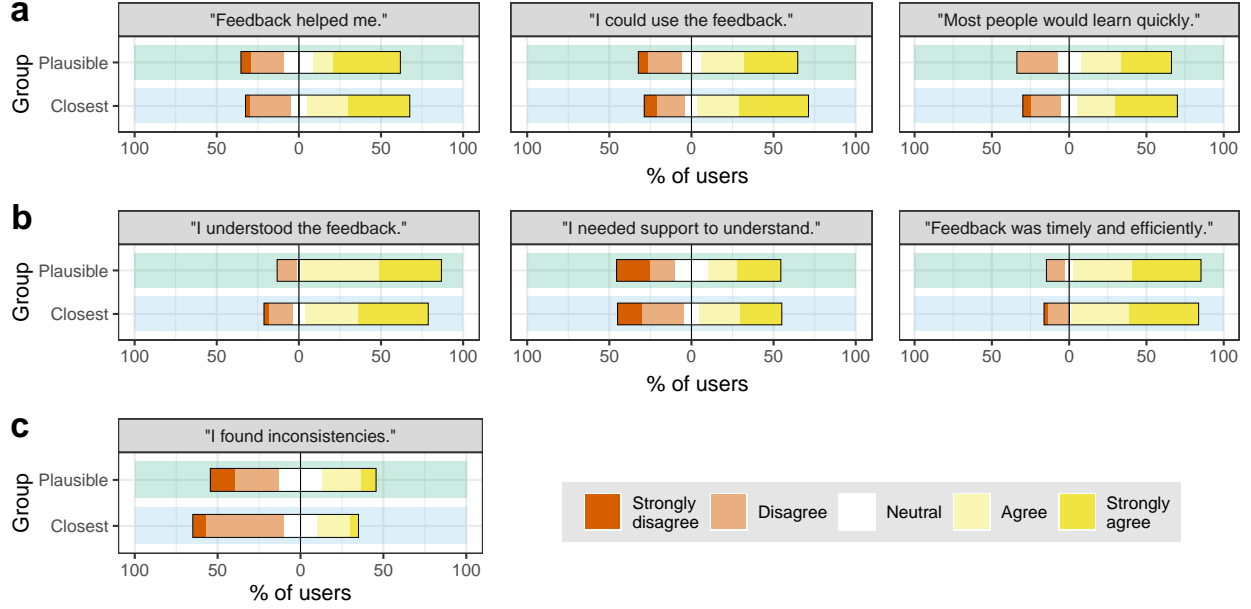 a
"Feedback helped me." "I could use the feedback." "Most people would learn quickly."
Group
Plausible
Closest
100 50 0 50 100 100 50 0 50 100 100 50 0 50 100
% of users
b
"I understood the feedback." "I needed support to understand." "Feedback was timely and efficiently."
Group
Plausible
Closest
100 50 0 50 100 100 50 0 50 100 100 50 0 50 100
% of users
c
"I found inconsistencies."
Group
Plausible
Closest
100 50 0 50 100
% of users
Strongly
disagree
Disagree
Neutral
Agree
Strongly
agree